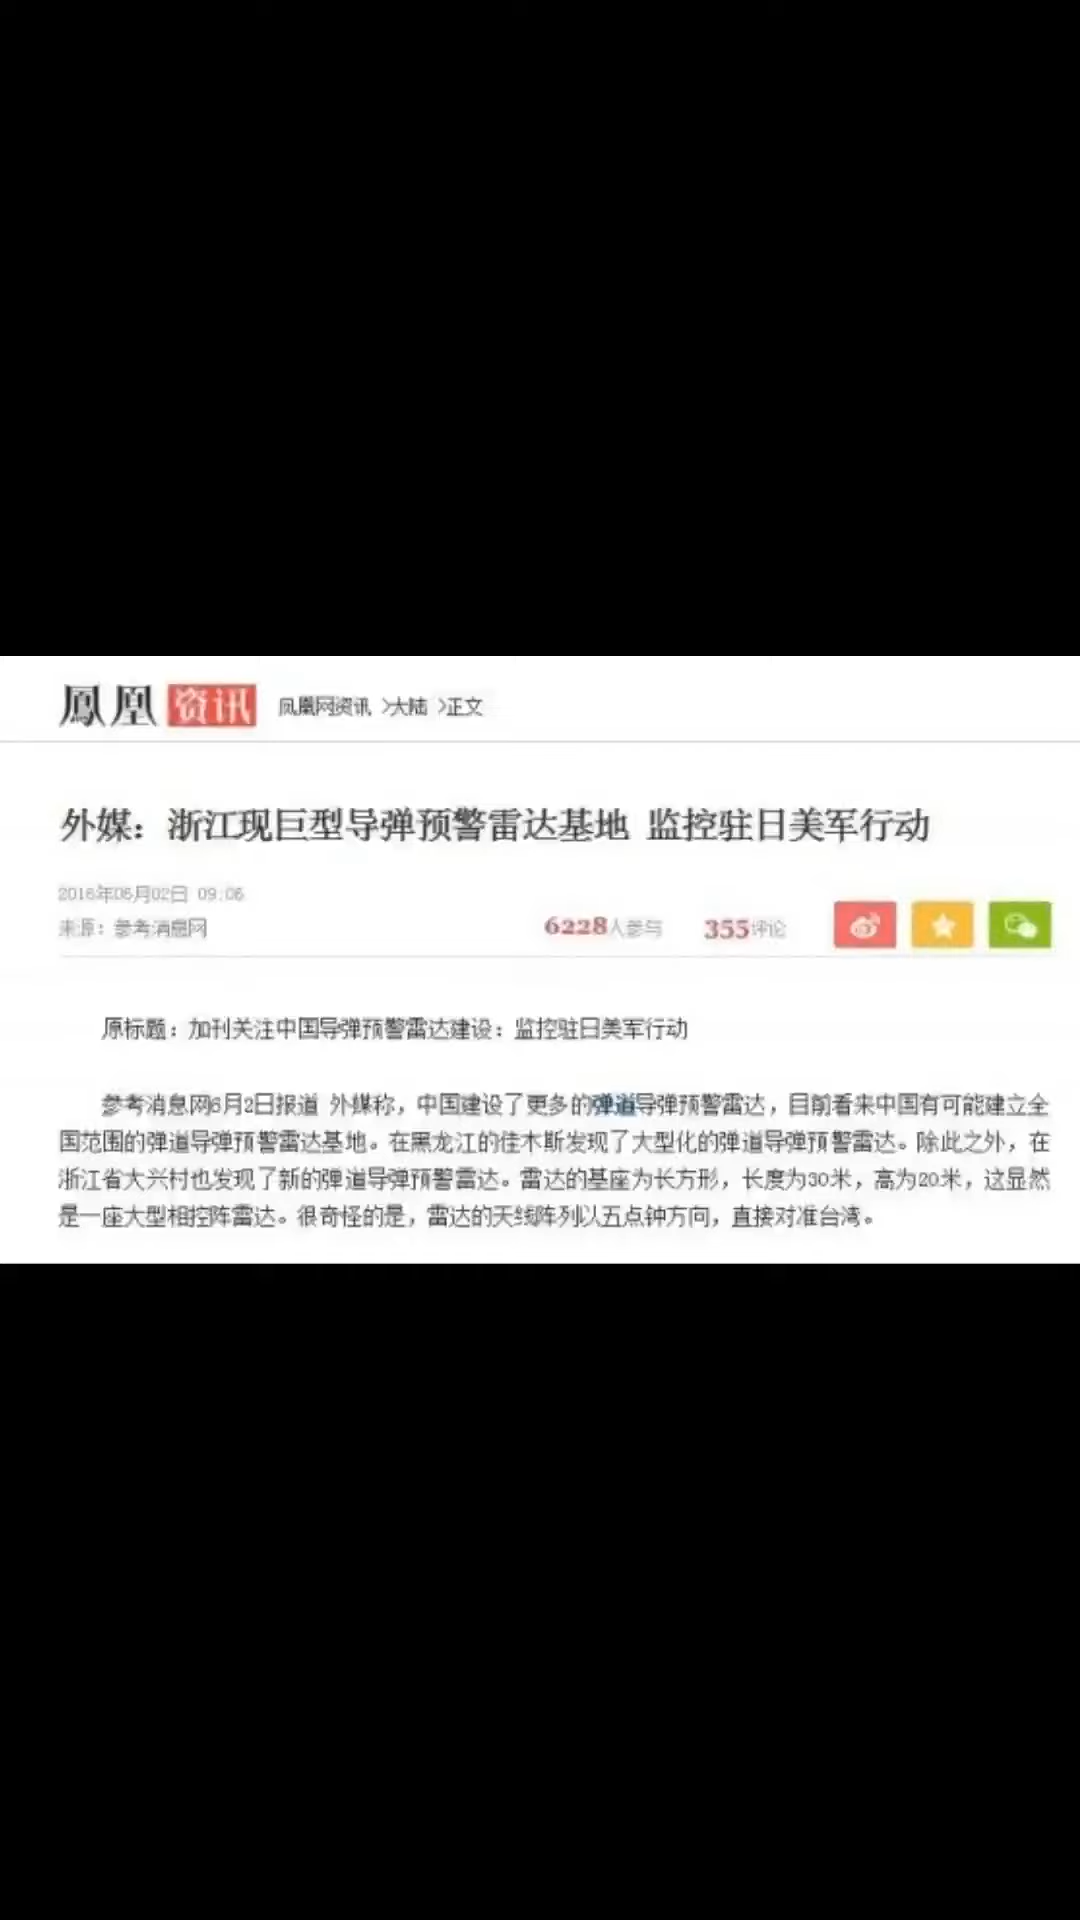 鳳凰 资讯 凤凰网资讯 >大陆 >正文
外媒：浙江现巨型导弹预警雷达基地 监控驻日美军行动
2016年06月02日 09:06
来源：参考消息网 6228人参与 355评论
原标题：加刊关注中国导弹预警雷达建设：监控驻日美军行动
参考消息网6月2日报道 外媒称，中国建设了更多的弹道导弹预警雷达，目前看来中国有可能建立全
国范围的弹道导弹预警雷达基地。在黑龙江的佳木斯发现了大型化的弹道导弹预警雷达。除此之外，在
浙江省大兴村也发现了新的弹道导弹预警雷达。雷达的基座为长方形，长度为30米，高为20米，这显然
是一座大型相控阵雷达。很奇怪的是，雷达的天线阵列以五点钟方向，直接对准台湾。